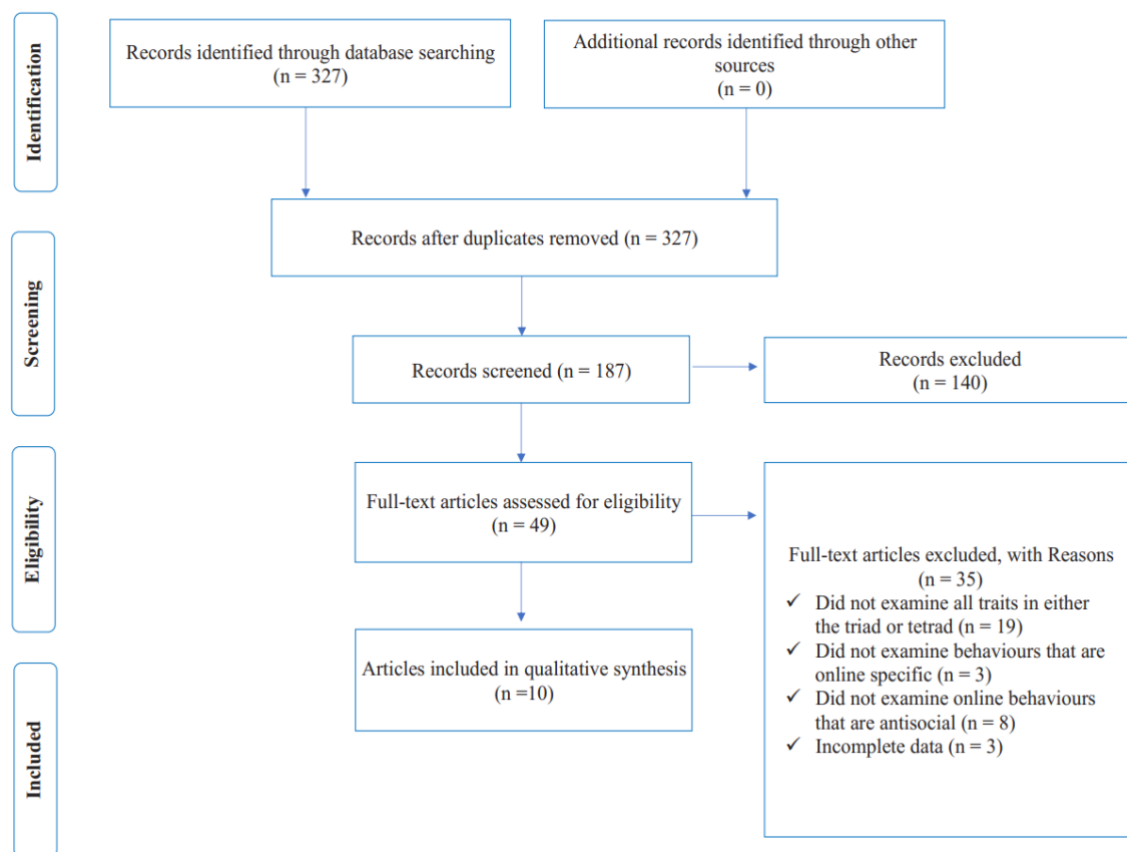 Identification
Records identified through database searching
(n = 327)
Additional records identified through other
sources
(n = 0)
Screening
Records after duplicates removed (n = 327)
Records screened (n = 187)
Records excluded
(n = 140)
Eligibility
Full-text articles assessed for eligibility
(n = 49)
Full-text articles excluded, with Reasons
(n = 35)
✓ Did not examine all traits in either
the triad or tetrad (n = 19)
✓ Did not examine behaviours that are
online specific (n = 3)
✓ Did not examine online behaviours
that are antisocial (n = 8)
✓ Incomplete data (n = 3)
Included
Articles included in qualitative synthesis
(n =10)